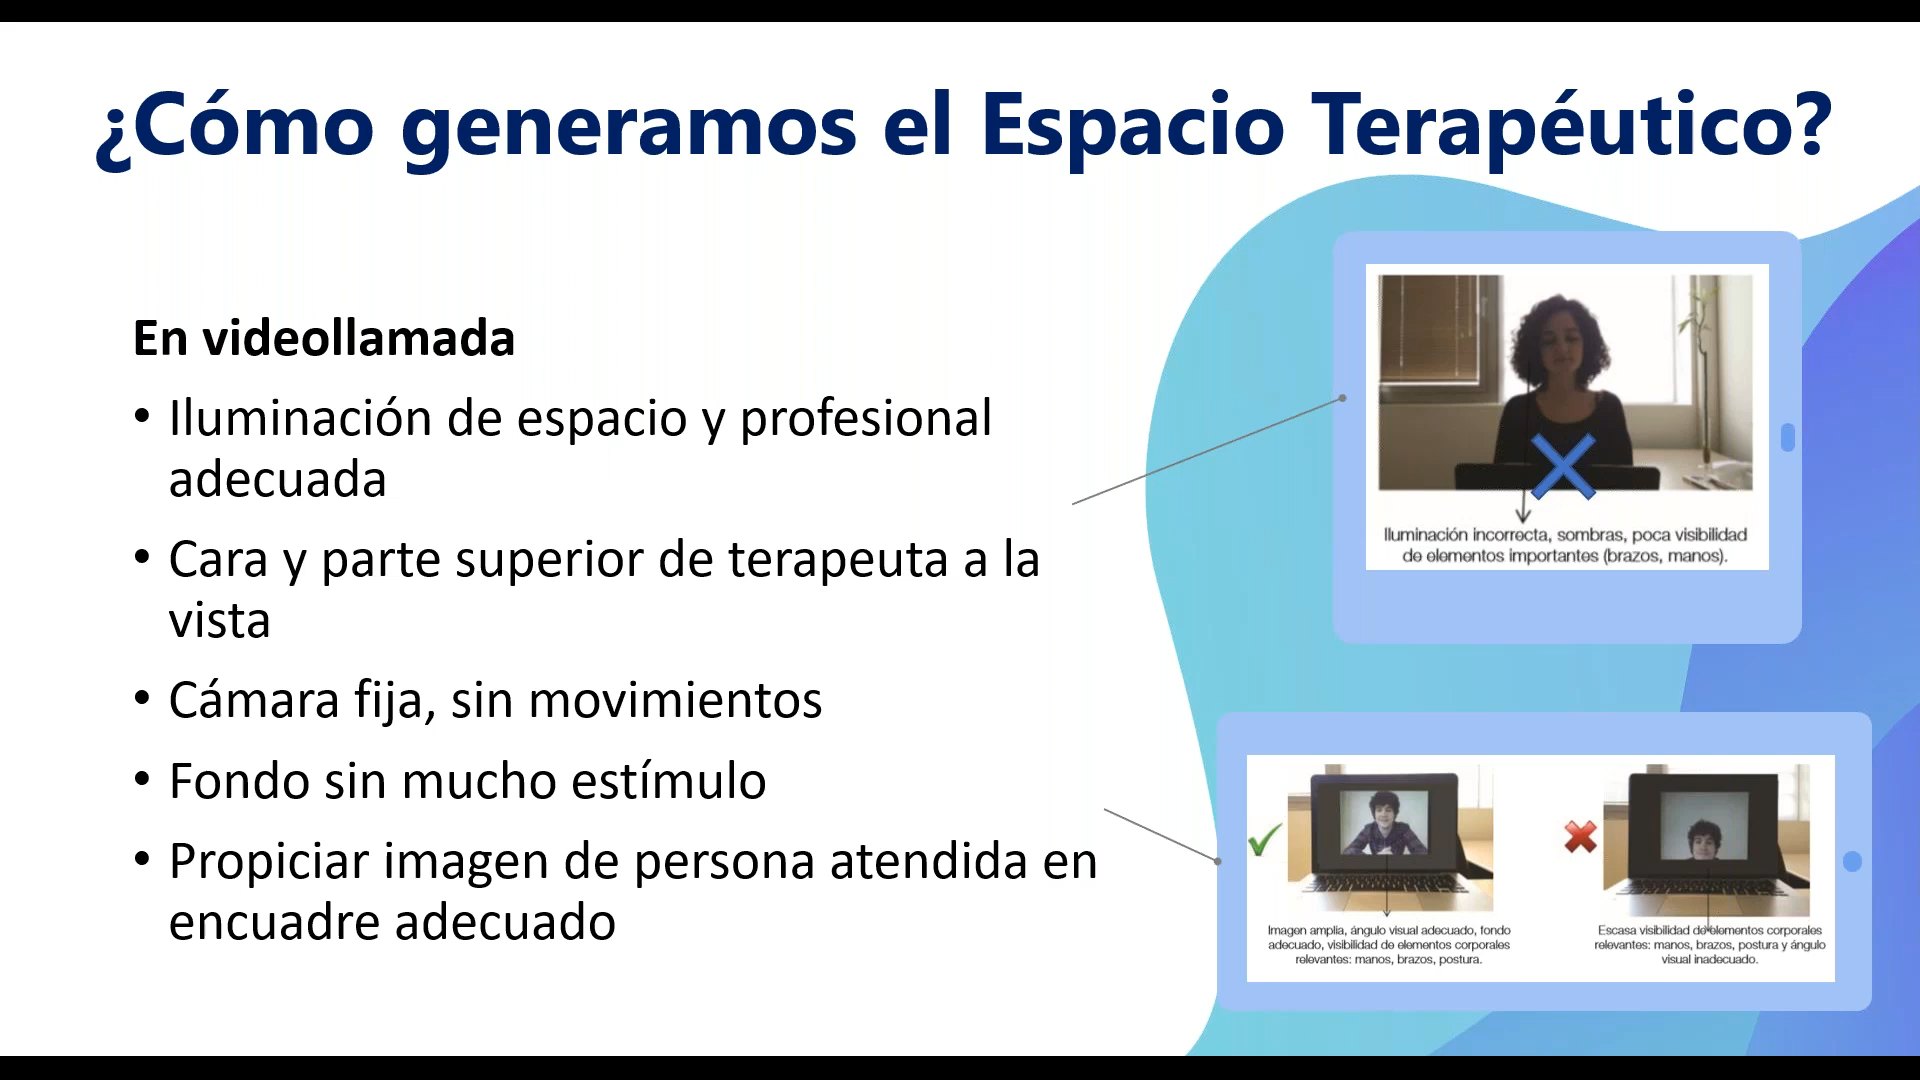 ¿Cómo generamos el Espacio Terapéutico?
En videollamada
• Iluminación de espacio y profesional
adecuada
• Cara y parte superior de terapeuta a la
vista
• Cámara fija, sin movimientos
• Fondo sin mucho estímulo
• Propiciar imagen de persona atendida en
encuadre adecuado
Iluminación incorrecta, sombras, poca visibilidad
de elementos importantes (brazos, manos).
Imagen amplia, ángulo visual adecuado, fondo
adecuado, visibilidad de elementos corporales
relevantes: manos, brazos, postura.
Escasa visibilidad de elementos corporales
relevantes: manos, brazos, postura y ángulo
visual inadecuado.